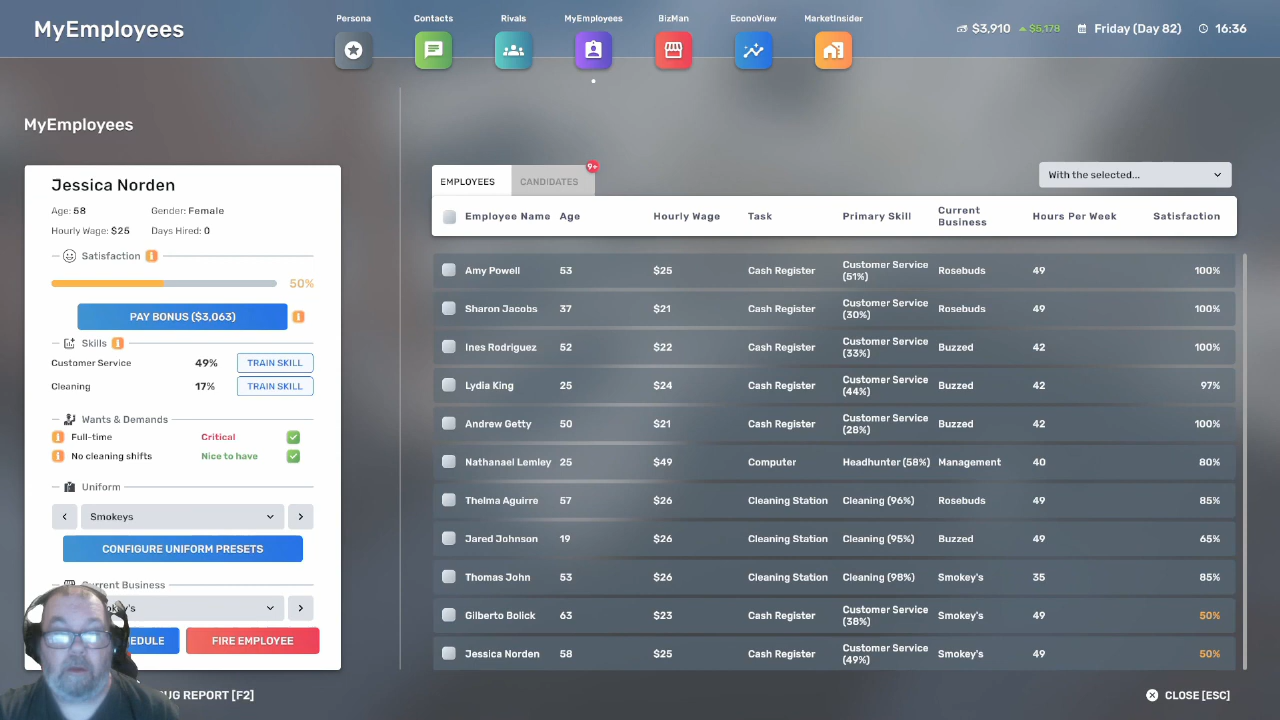 MyEmployees
Persona
Contacts
Rivals
MyEmployees
BizMan
EconoView
MarketInsider
$3,910 $5,178 Friday (Day 82) 16:36
MyEmployees
Jessica Norden
Age: 58 Gender: Female
Hourly Wage: $25 Days Hired: 0
Satisfaction
50%
PAY BONUS ($3,063)
Skills
Customer Service 49% TRAIN SKILL
Cleaning 17% TRAIN SKILL
Wants & Demands
Full-time Critical
No cleaning shifts Nice to have
Uniform
Smokeys
CONFIGURE UNIFORM PRESETS
Current Business
FIRE EMPLOYEE
REPORT [F2]
EMPLOYEES CANDIDATES 9+
With the selected...
Employee Name Age Hourly Wage Task Primary Skill Current Business Hours Per Week Satisfaction
Amy Powell 53 $25 Cash Register Customer Service (51%) Rosebuds 49 100%
Sharon Jacobs 37 $21 Cash Register Customer Service (30%) Rosebuds 49 100%
Ines Rodriguez 52 $22 Cash Register Customer Service (33%) Buzzed 42 100%
Lydia King 25 $24 Cash Register Customer Service (44%) Buzzed 42 97%
Andrew Getty 50 $21 Cash Register Customer Service (28%) Buzzed 42 100%
Nathanael Lemley 25 $49 Computer Headhunter (58%) Management 40 80%
Thelma Aguirre 57 $26 Cleaning Station Cleaning (96%) Rosebuds 49 85%
Jared Johnson 19 $26 Cleaning Station Cleaning (95%) Buzzed 42 65%
Thomas John 53 $26 Cleaning Station Cleaning (98%) Smokey's 35 85%
Gilberto Bolick 63 $23 Cash Register Customer Service (38%) Smokey's 49 50%
Jessica Norden 58 $25 Cash Register Customer Service (49%) Smokey's 49 50%
CLOSE [ESC]